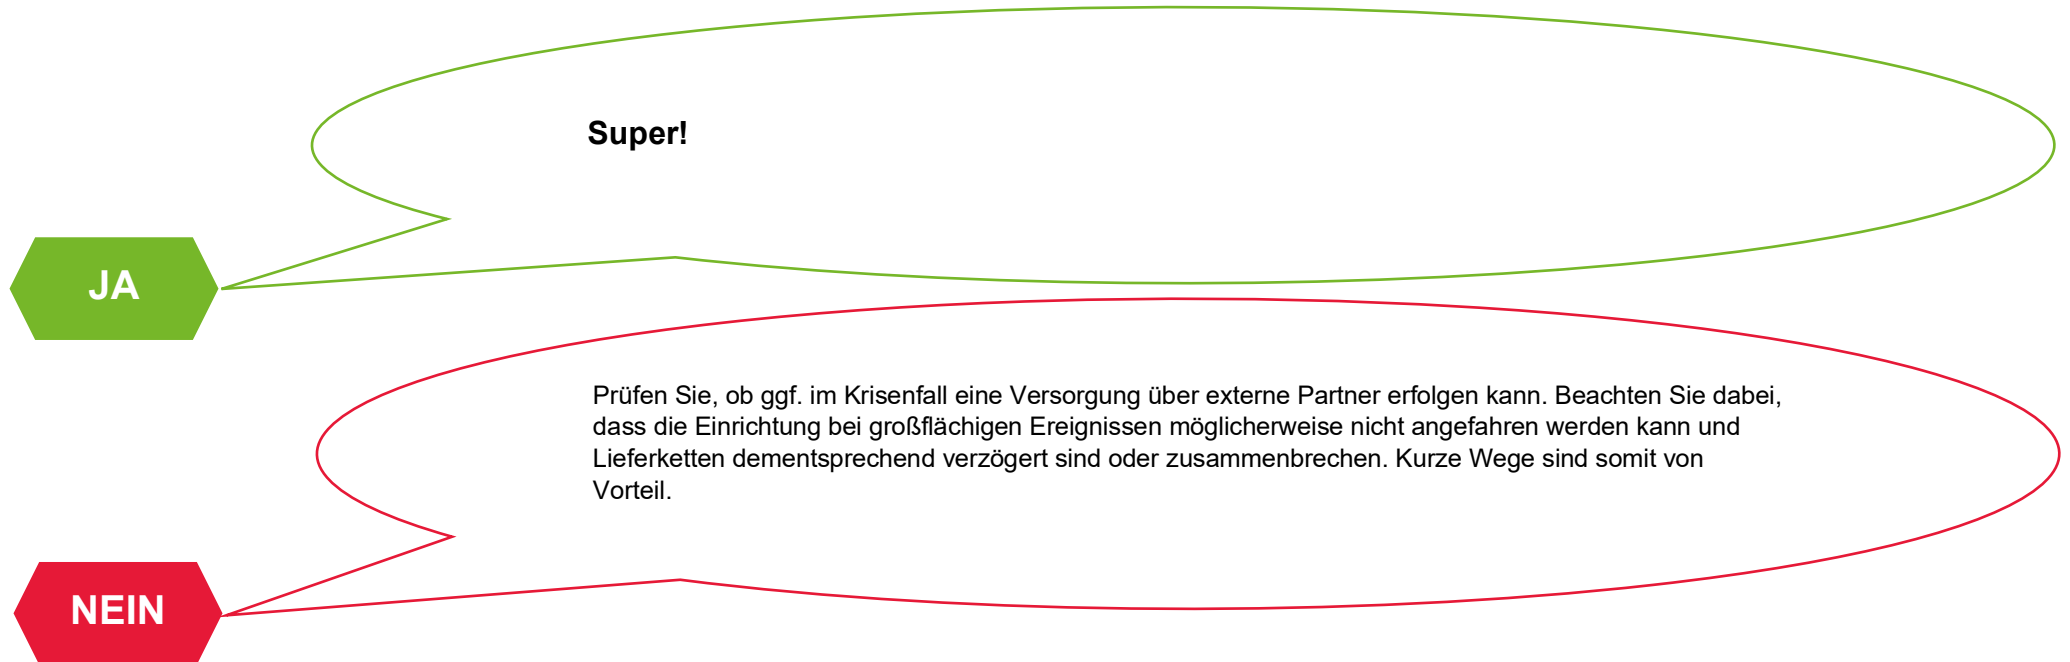 Super!
JA
Prüfen Sie, ob ggf. im Krisenfall eine Versorgung über externe Partner erfolgen kann. Beachten Sie dabei,
dass die Einrichtung bei großflächigen Ereignissen möglicherweise nicht angefahren werden kann und
Lieferketten dementsprechend verzögert sind oder zusammenbrechen. Kurze Wege sind somit von
Vorteil.
NEIN